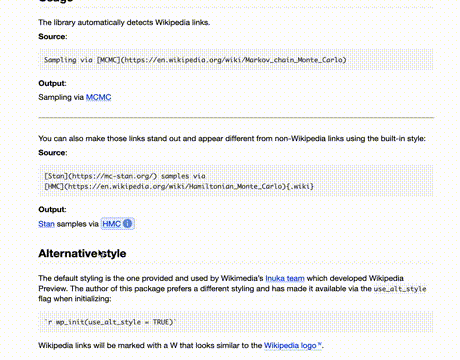 Usage
The library automatically detects Wikipedia links.
Source:
Sampling via [MCMC](https://en.wikipedia.org/wiki/Markov_chain_Monte_Carlo)
Output:
Sampling via MCMC
You can also make those links stand out and appear different from non-Wikipedia links using the built-in style:
Source:
[Stan](https://mc-stan.org/) samples via
[HMC](https://en.wikipedia.org/wiki/Hamiltonian_Monte_Carlo){.wiki}
Output:
Stan samples via HMC
Alternative style
The default styling is the one provided and used by Wikimedia's Inuka team which developed Wikipedia
Preview. The author of this package prefers a different styling and has made it available via the use_alt_style
flag when initializing:
`r wp_init(use_alt_style = TRUE)`
Wikipedia links will be marked with a W that looks similar to the Wikipedia logo W.